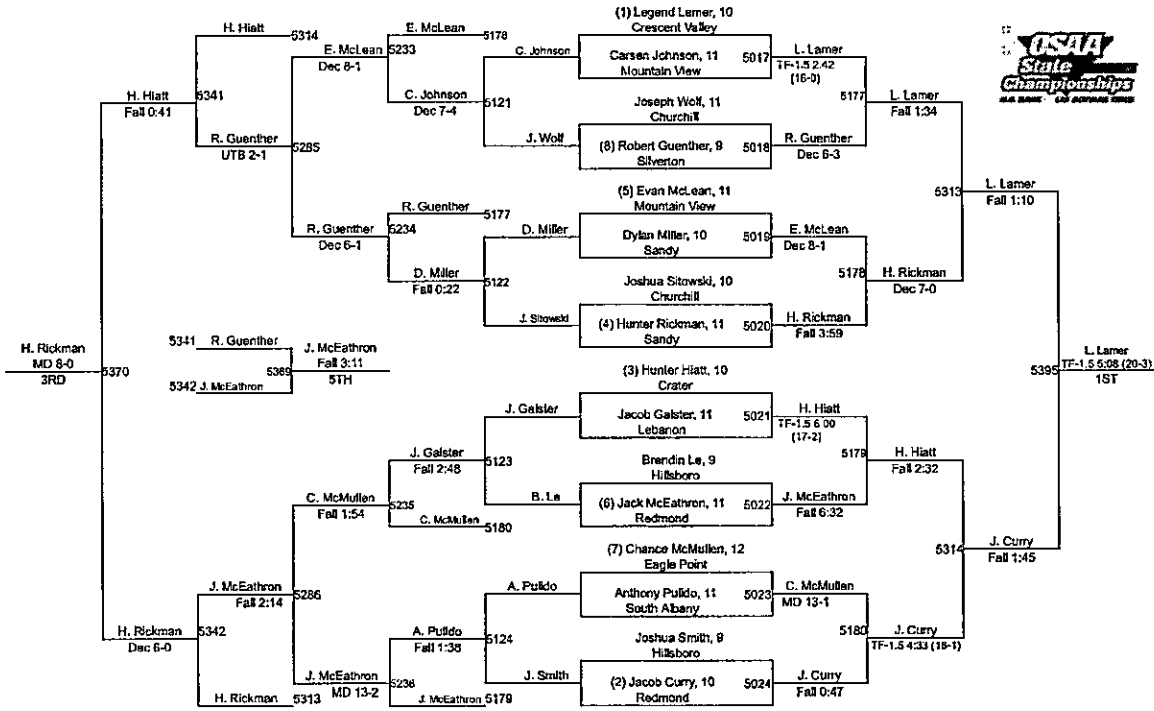 (1) Legend Lamer, 10
Crescent Valley
Carsen Johnson, 11
Mountain View
5017
Joseph Wolf, 11
Churchill
(8) Robert Guenther, 9
Silverton
5018
(5) Evan McLean, 11
Mountain View
Dylan Miller, 10
Sandy
5019
Joshua Sitowski, 10
Churchill
(4) Hunter Rickman, 11
Sandy
5020
(3) Hunter Hiatt, 10
Crater
Jacob Galster, 11
Lebanon
5021
Brendin Le, 9
Hillsboro
(6) Jack McEathron, 11
Redmond
5022
(7) Chance McMullen, 12
Eagle Point
Anthony Pulido, 11
South Albany
5023
Joshua Smith, 9
Hillsboro
(2) Jacob Curry, 10
Redmond
5024
L. Lamer
TF-1.5 2:42
(16-0)
5177
R. Guenther
Dec 6-3
E. McLean
Dec 8-1
5178
H. Rickman
Fall 3:59
H. Hiatt
TF-1.5 6:00
(17-2)
5179
J. McEathron
Fall 6:32
C. McMullen
MD 13-1
5180
J. Curry
Fall 0:47
L. Lamer
Fall 1:34
5313
H. Rickman
Dec 7-0
H. Hiatt
Fall 2:32
5314
J. Curry
TF-1.5 4:33 (18-1)
L. Lamer
Fall 1:10
5395
J. Curry
Fall 1:45
L. Lamer
TF-1.5 5:08 (20-3)
1ST
C. Johnson
5121
J. Wolf
D. Miller
5122
J. Sitowski
J. Galster
5123
B. Le
A. Pulido
5124
J. Smith
E. McLean
5178
5233
C. Johnson
Dec 7-4
R. Guenther
5177
5234
D. Miller
Fall 0:22
J. Galster
Fall 2:48
5235
C. McMullen
5180
A. Pulido
Fall 1:38
5236
J. McEathron
5179
E. McLean
Dec 8-1
5285
R. Guenther
Dec 6-1
C. McMullen
Fall 1:54
5286
J. McEathron
MD 13-2
H. Hiatt
5314
5341
R. Guenther
UTB 2-1
J. McEathron
Fall 2:14
5342
H. Rickman
5313
H. Hiatt
Fall 0:41
5370
H. Rickman
Dec 6-0
H. Rickman
MD 8-0
3RD
5341
R. Guenther
5369
5342
J. McEathron
J. McEathron
Fall 3:11
5TH
OSAA
State
Championships